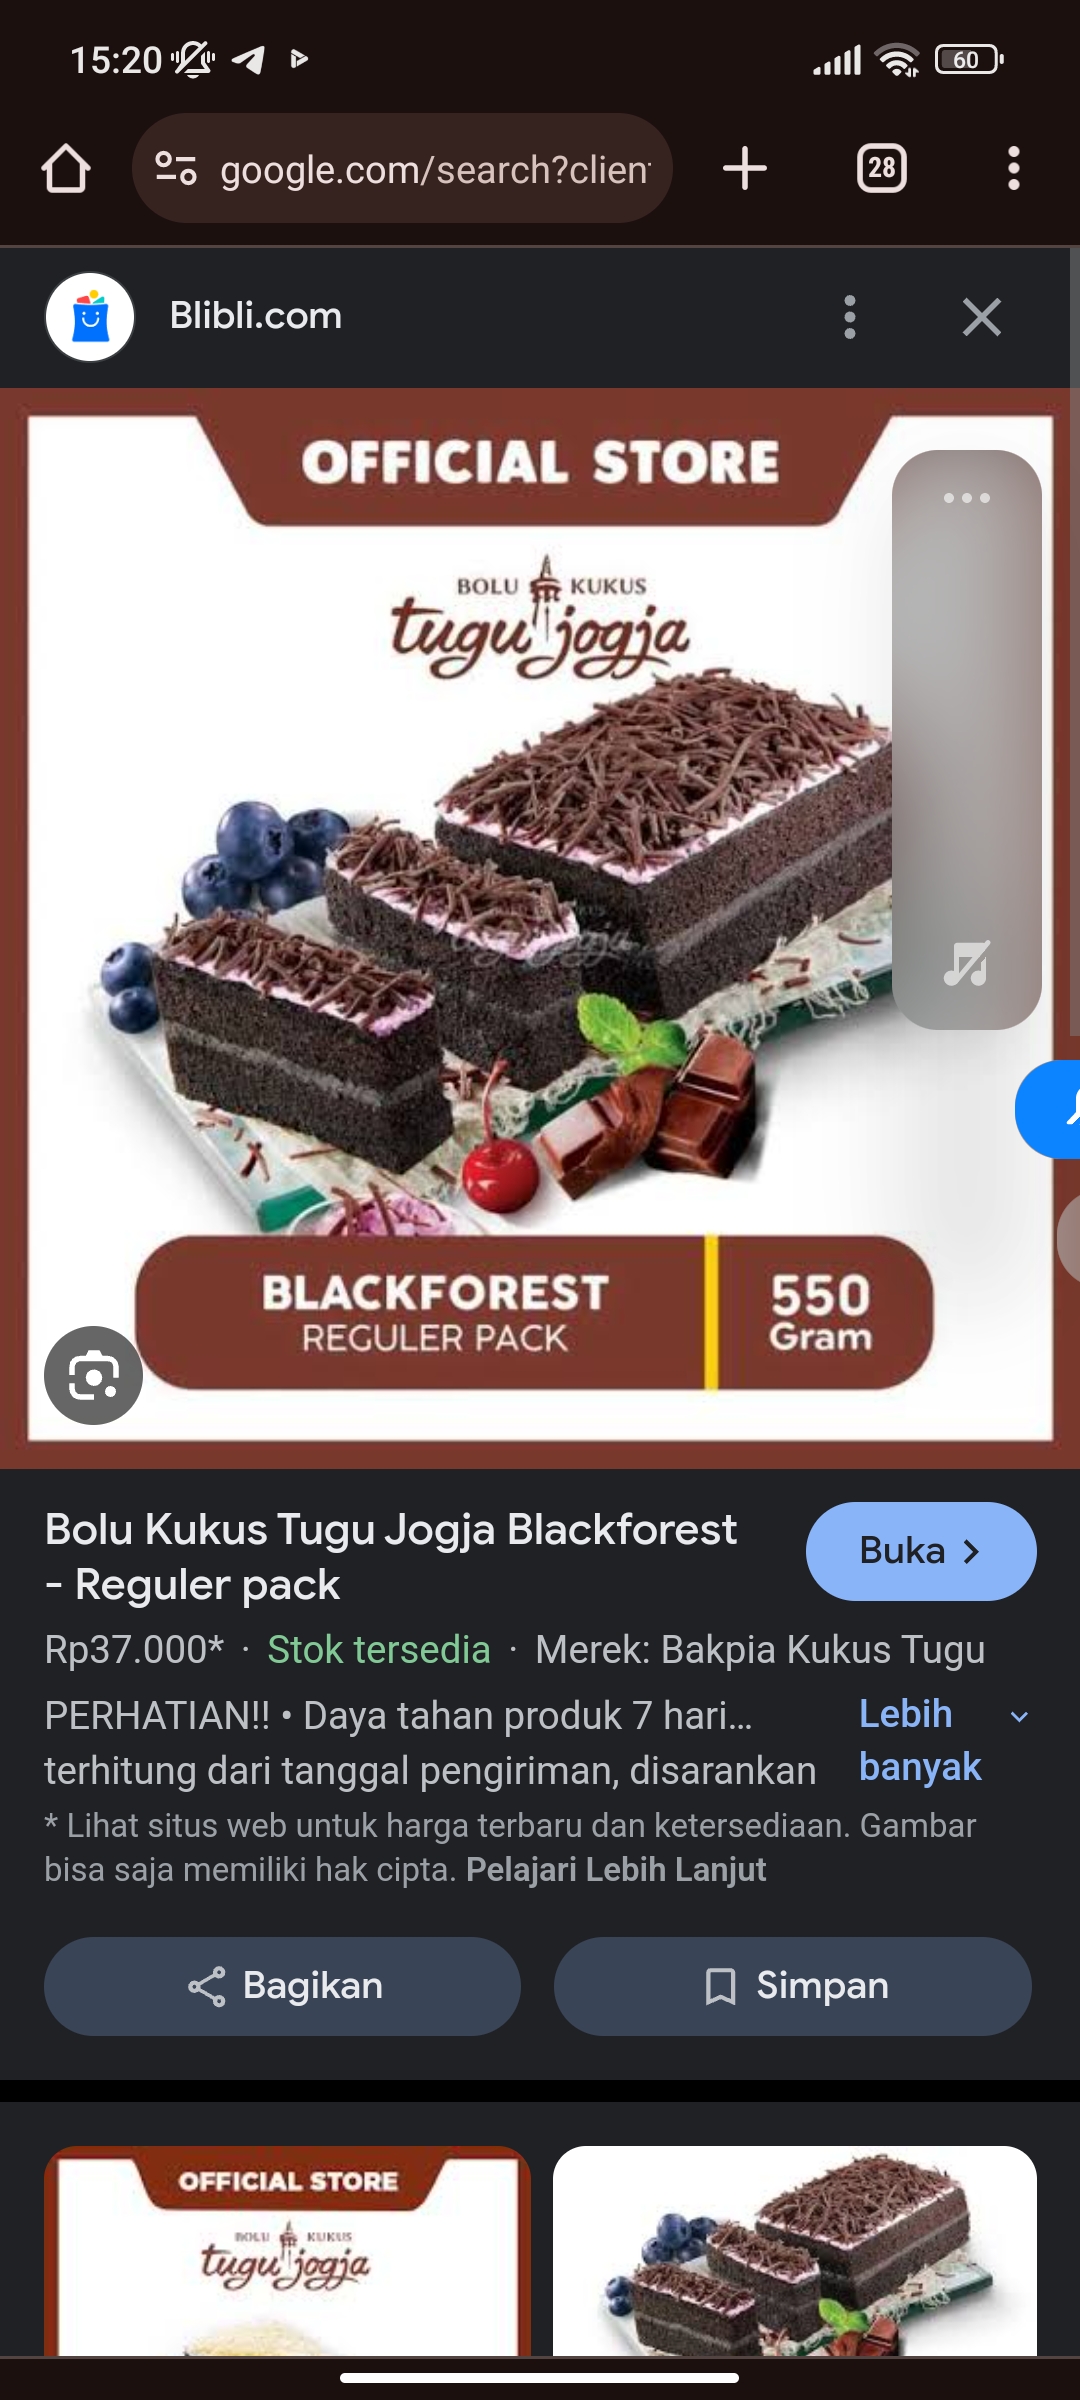 15:20
60
google.com/search?client
28
Blibli.com
OFFICIAL STORE
BOLU KUKUS
tugu jogja
BLACKFOREST
REGULER PACK
550
Gram
Bolu Kukus Tugu Jogja Blackforest
- Reguler pack
Buka
Rp37.000* · Stok tersedia · Merek: Bakpia Kukus Tugu
PERHATIAN!! • Daya tahan produk 7 hari...
terhitung dari tanggal pengiriman, disarankan
Lebih
banyak
* Lihat situs web untuk harga terbaru dan ketersediaan. Gambar
bisa saja memiliki hak cipta. Pelajari Lebih Lanjut
Bagikan
Simpan
OFFICIAL STORE
BOLU KUKUS
tugu jogja